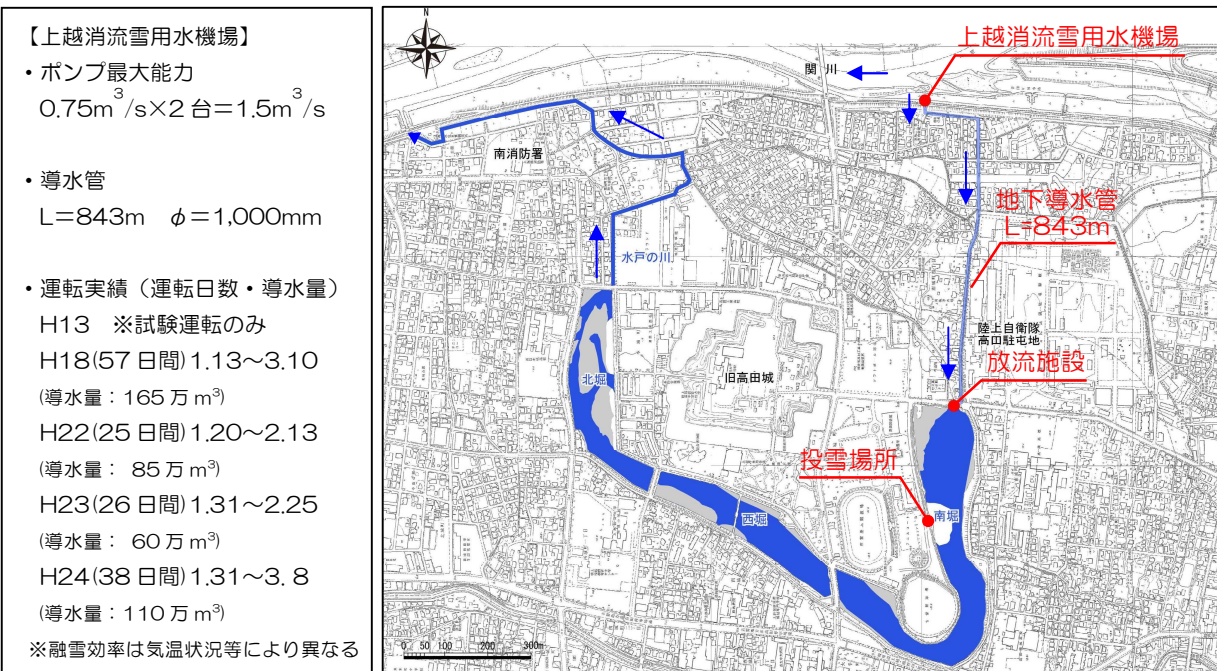 【上越消流雪用水機場】
・ポンプ最大能力
0.75m³/s×2台＝1.5m³/s
・導水管
L＝843m φ＝1,000mm
・運転実績（運転日数・導水量）
H13 ※試験運転のみ
H18(57日間)1.13～3.10
(導水量：165万m³)
H22(25日間)1.20～2.13
(導水量： 85万m³)
H23(26日間)1.31～2.25
(導水量： 60万m³)
H24(38日間)1.31～3. 8
(導水量：110万m³)
※融雪効率は気温状況等により異なる
N
上越消流雪用水機場
関 川
南消防署
地下導水管
L=843m
水戸の川
陸上自衛隊
高田駐屯地
放流施設
北堀
旧高田城
投雪場所
南堀
西堀
0 50 100 200 300m